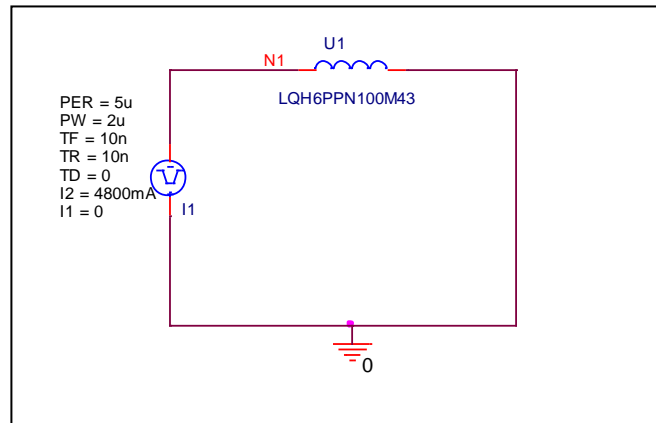 U1
N1
LQH6PPN100M43
PER = 5u
PW = 2u
TF = 10n
TR = 10n
TD = 0
I2 = 4800mA
I1 = 0
I1
0